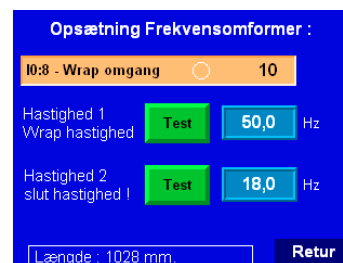 Opsætning Frekvensomformer :
I0:8 - Wrap omgang 10
Hastighed 1
Wrap hastighed
Test
50,0
Hz
Hastighed 2
slut hastighed !
Test
18,0
Hz
Længde : 1028 mm.
Retur